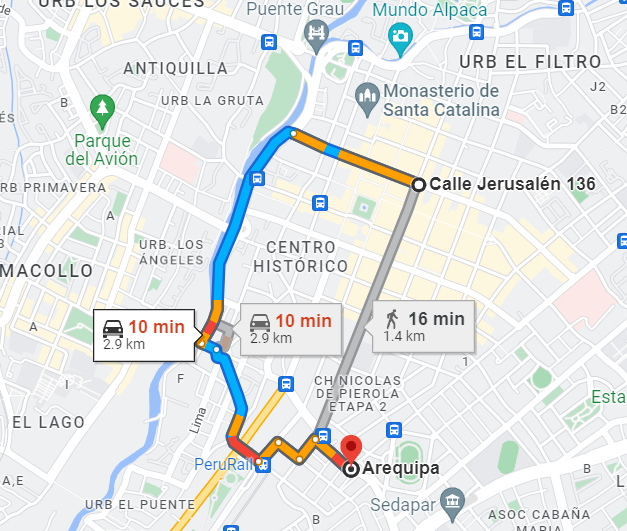 URB LOS SAUCES
Puente Grau
Mundo Alpaca
ANTIQUILLA
URB EL FILTRO
B
URB LA GRUTA
Monasterio de
Santa Catalina
J2
B2
Parque
del Avión
Calle Jerusalén 136
RB PRIMAVERA
URB. LOS
ÁNGELES
CENTRO
HISTÓRICO
MACOLLO
A
10 min
2.9 km
10 min
2.9 km
16 min
1.4 km
1
F
I
CH NICOLAS
DE PIEROLA
ETAPA 2
Esta
EL LAGO
Lima
PeruRail
Arequipa
A,E
B
URB EL PUENTE
Sedapar
B
ASOC CABAÑA
MARIA